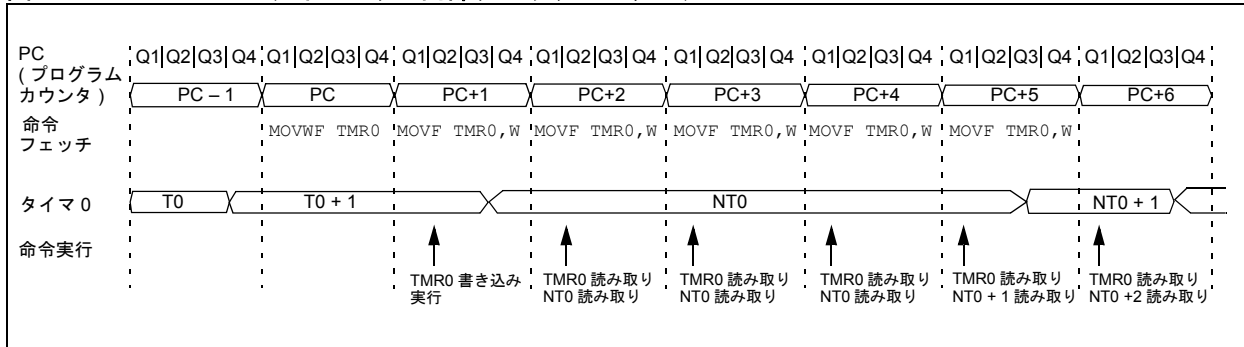 PC
( プログラム
カウンタ )
Q1 Q2 Q3 Q4 Q1 Q2 Q3 Q4 Q1 Q2 Q3 Q4 Q1 Q2 Q3 Q4 Q1 Q2 Q3 Q4 Q1 Q2 Q3 Q4 Q1 Q2 Q3 Q4 Q1 Q2 Q3 Q4
PC – 1 PC PC+1 PC+2 PC+3 PC+4 PC+5 PC+6
命令
フェッチ
MOVWF TMR0 MOVF TMR0,W MOVF TMR0,W MOVF TMR0,W MOVF TMR0,W MOVF TMR0,W
タイマ 0
T0 T0 + 1 NT0 NT0 + 1
命令実行
TMR0 書き込み
実行
TMR0 読み取り
NT0 読み取り
TMR0 読み取り
NT0 読み取り
TMR0 読み取り
NT0 読み取り
TMR0 読み取り
NT0 + 1 読み取り
TMR0 読み取り
NT0 +2 読み取り